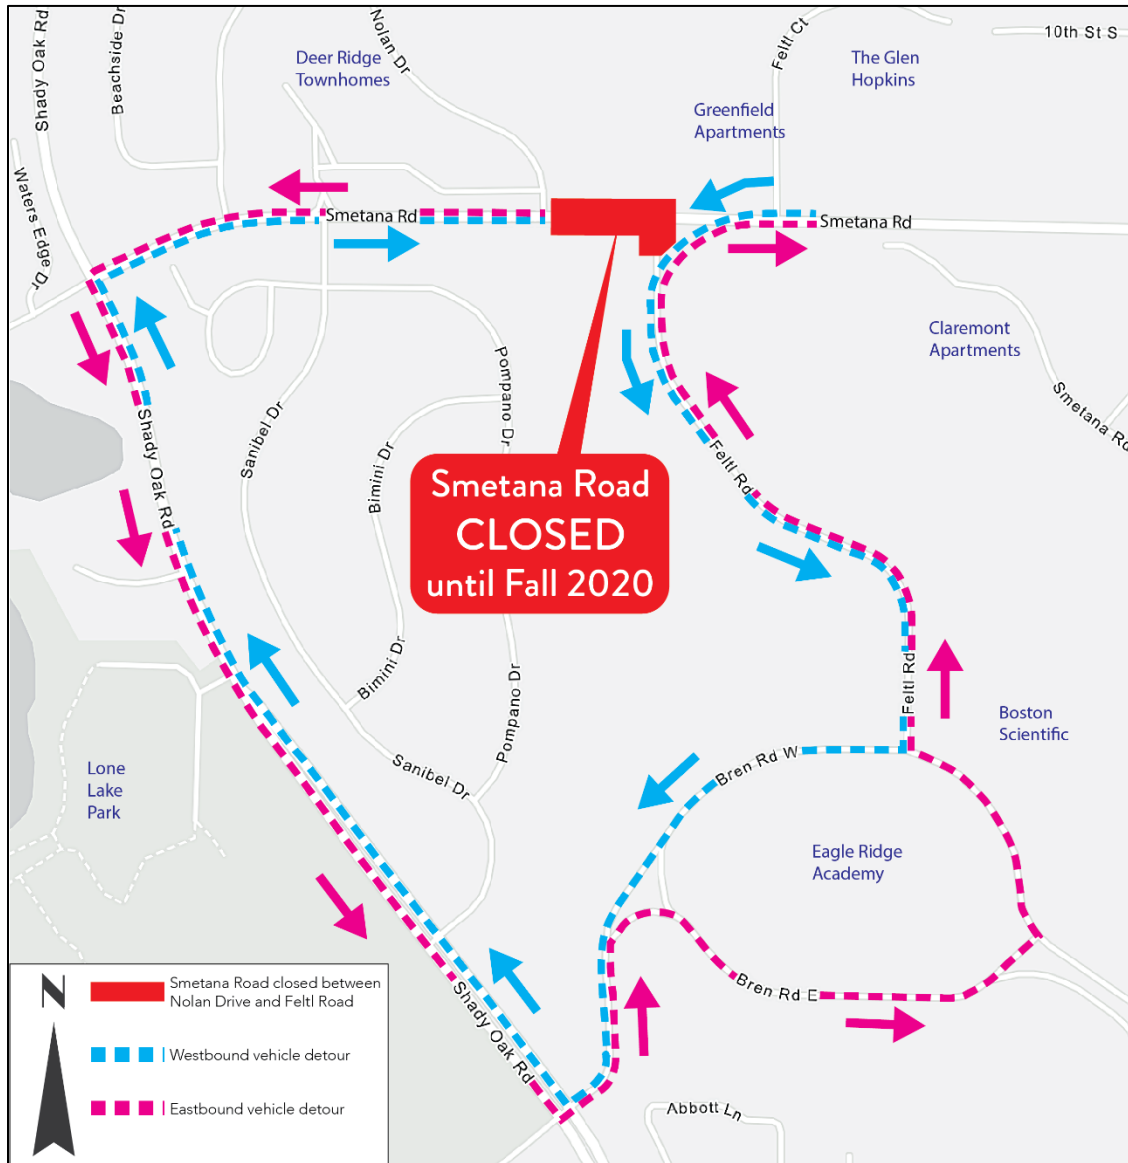 Shady Oak Rd
Beachside Dr
Nolan Dr
Deer Ridge
Townhomes
Feltl Ct
10th St S
The Glen
Hopkins
Greenfield
Apartments
Waters Edge Dr
Smetana Rd
Smetana Rd
Claremont
Apartments
Smetana Rd
Pompano Dr
Sanibel Dr
Bimini Dr
Shady Oak Rd
Feltl Rd
Smetana Road
CLOSED
until Fall 2020
Bimini Dr
Pompano Dr
Feltl Rd
Boston
Scientific
Sanibel Dr
Bren Rd W
Lone
Lake
Park
Eagle Ridge
Academy
Bren Rd E
Shady Oak Rd
Abbott Ln
N
Smetana Road closed between
Nolan Drive and Feltl Road
Westbound vehicle detour
Eastbound vehicle detour